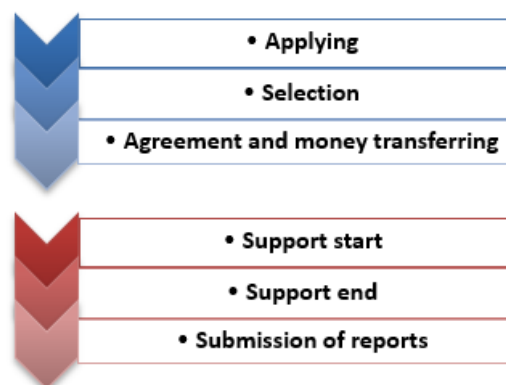 • Applying
• Selection
• Agreement and money transferring
• Support start
• Support end
• Submission of reports